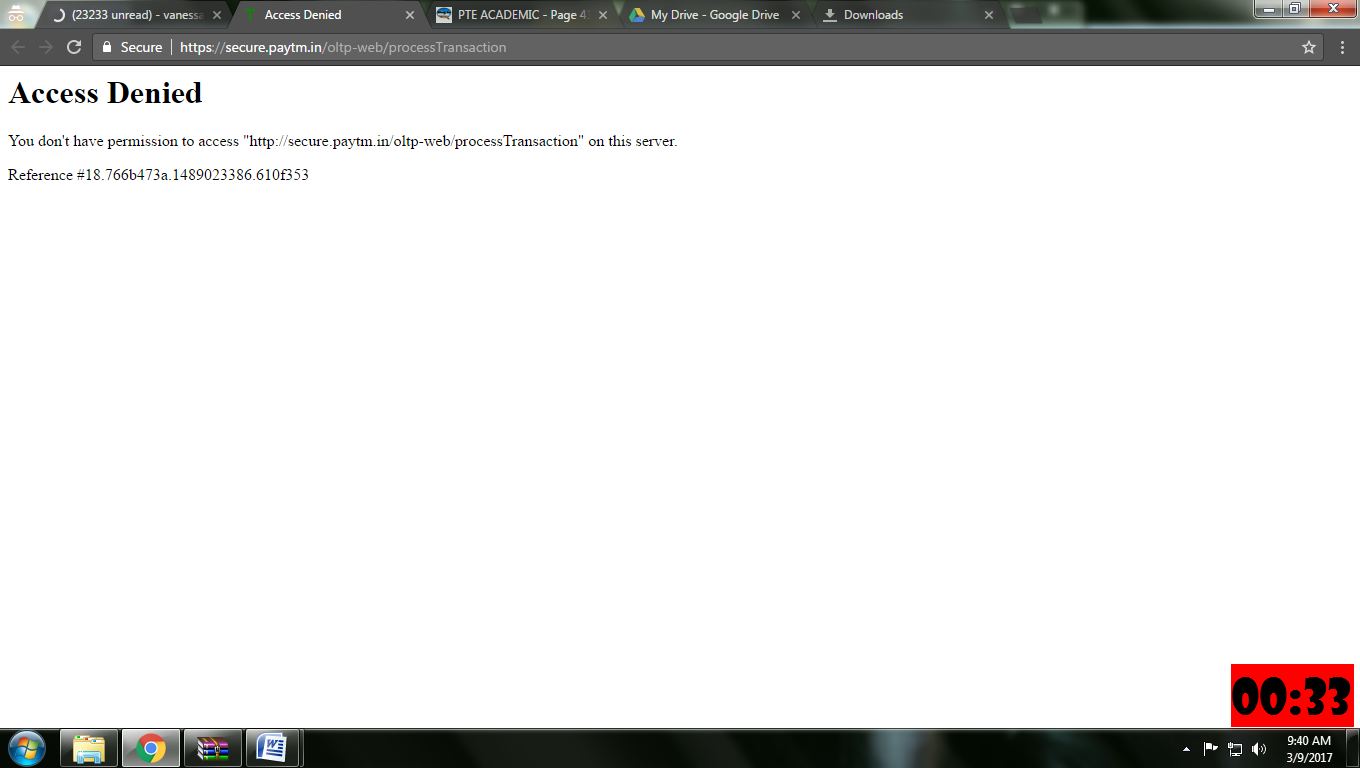 (23233 unread) - vanessa
Access Denied
PTE ACADEMIC - Page 4
My Drive - Google Drive
Downloads
Secure
https://secure.paytm.in/oltp-web/processTransaction
Access Denied
You don't have permission to access "http://secure.paytm.in/oltp-web/processTransaction" on this server.
Reference #18.766b473a.1489023386.610f353
00:33
9:40 AM
3/9/2017